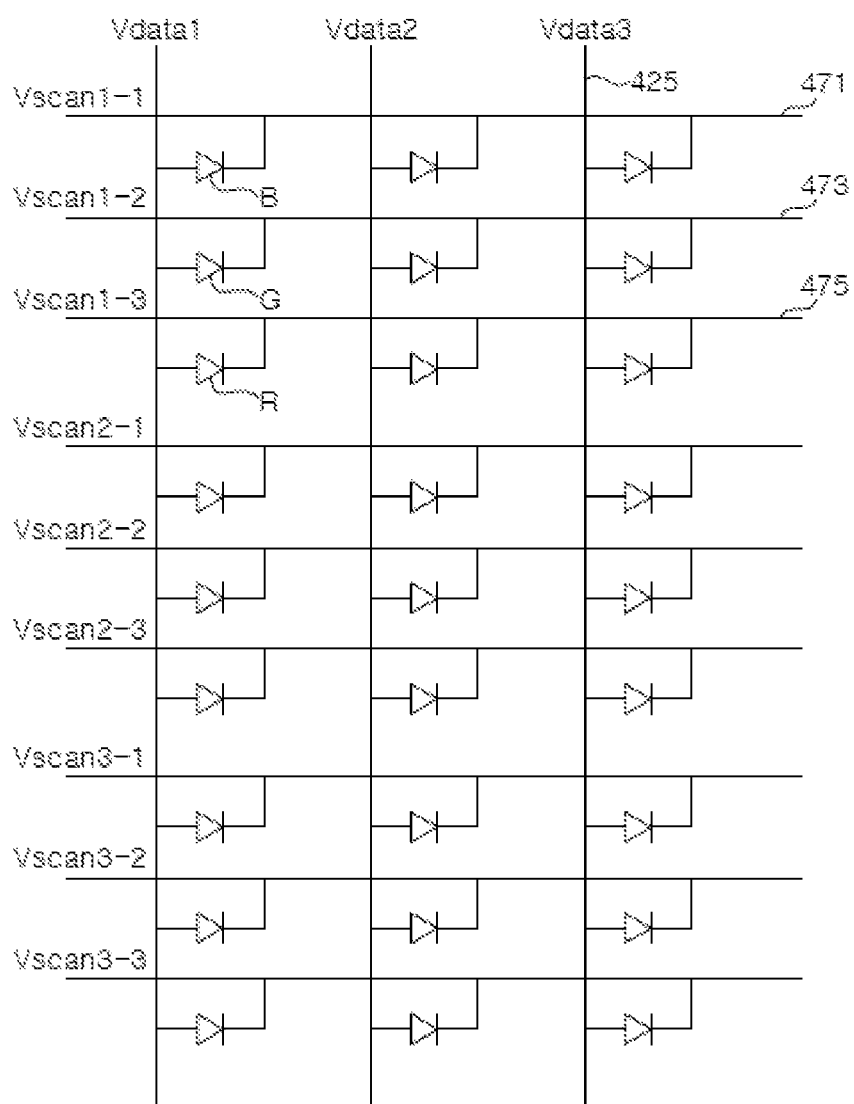 Vdata1 Vdata2 Vdata3
425
Vscan1-1 471
B
Vscan1-2 473
G
Vscan1-3 475
R
Vscan2-1
Vscan2-2
Vscan2-3
Vscan3-1
Vscan3-2
Vscan3-3